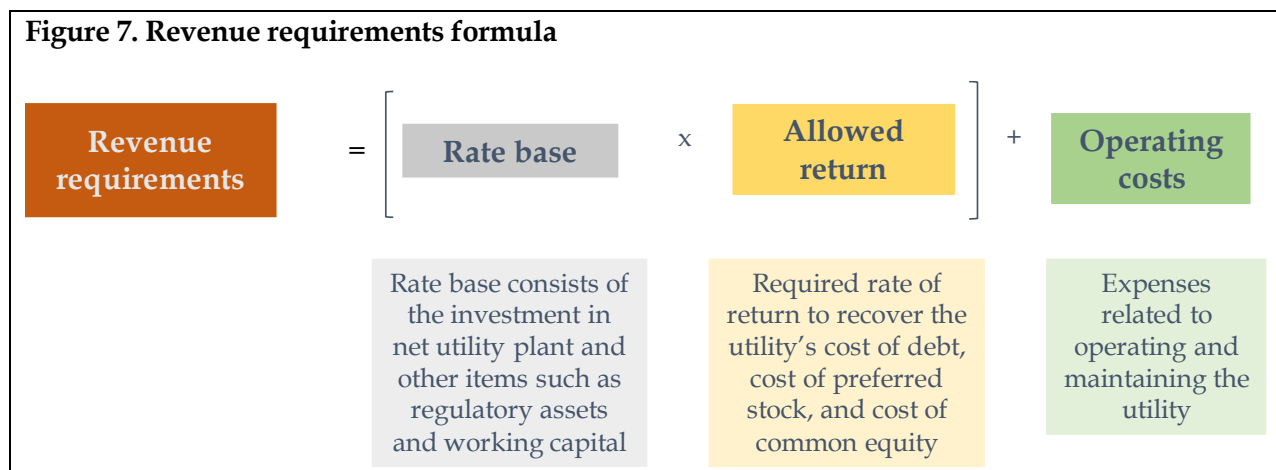 Figure 7. Revenue requirements formula
Revenue
requirements
=
Rate base
x
Allowed
return
+
Operating
costs
Rate base consists of
the investment in
net utility plant and
other items such as
regulatory assets
and working capital
Required rate of
return to recover the
utility’s cost of debt,
cost of preferred
stock, and cost of
common equity
Expenses
related to
operating and
maintaining the
utility